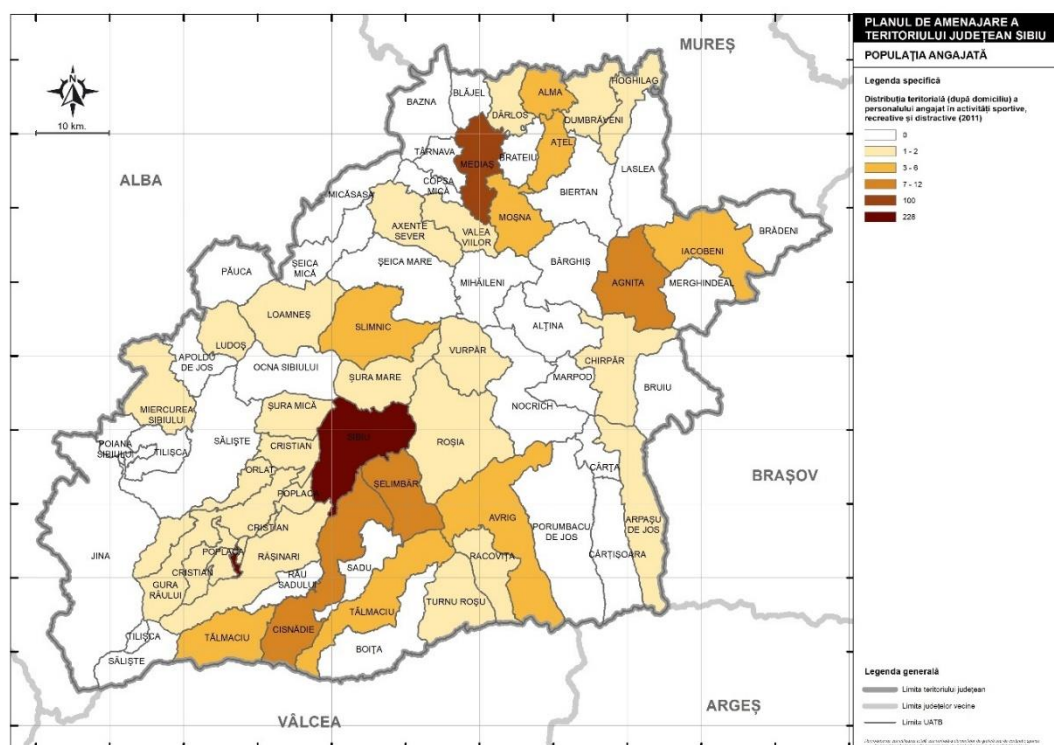 PLANUL DE AMENAJARE A
TERITORIULUI JUDEȚEAN SIBIU
POPULAȚIA ANGAJATĂ
Legenda specifică
Distribuția teritorială (după domiciliu) a
personalului angajat în activități sportive,
recreative și distractive (2011)
0
1 - 2
3 - 6
7 - 12
100
228
10 km.
MUREȘ
ALBA
BRAȘOV
ARGEȘ
VÂLCEA
HOGHILAG
BLĂJEL
ALMA
BAZNA
DÂRLOS
DUMBRĂVENI
AȚEL
TÂRNAVA
BRATEIU
MEDIAȘ
LASLEA
COPȘA
MICĂ
BIERTAN
MICĂSASA
MOȘNA
AXENTE
SEVER
VALEA
VIILOR
BRĂDENI
IACOBENI
ȘEICA
MICĂ
ȘEICA MARE
BÂRGHIȘ
PĂUCA
MIHĂILENI
AGNITA
MERGHINDEAL
LOAMNEȘ
SLIMNIC
ALȚINA
LUDOȘ
VURPĂR
APOLDU
DE JOS
OCNA SIBIULUI
CHIRPĂR
ȘURA MARE
MARPOD
BRUIU
MIERCUREA
SIBIULUI
ȘURA MICĂ
NOCRICH
POIANA
SIBIULUI
SĂLIȘTE
SIBIU
ROȘIA
TILIȘCA
CRISTIAN
ORLAT
CÂRȚA
ȘELIMBĂR
POPLACA
AVRIG
CRISTIAN
PORUMBACU
DE JOS
ARPAȘU
DE JOS
JINA
POPLACA
RĂȘINARI
RACOVIȚA
CÂRȚIȘOARA
SADU
CRISTIAN
RÂU
SADULUI
GURA
RÂULUI
TURNU ROȘU
TĂLMACIU
TILIȘCA
TĂLMACIU
CISNĂDIE
BOIȚA
SĂLIȘTE
Legenda generală
Limita teritoriului județean
Limita județelor vecine
Limita UATB